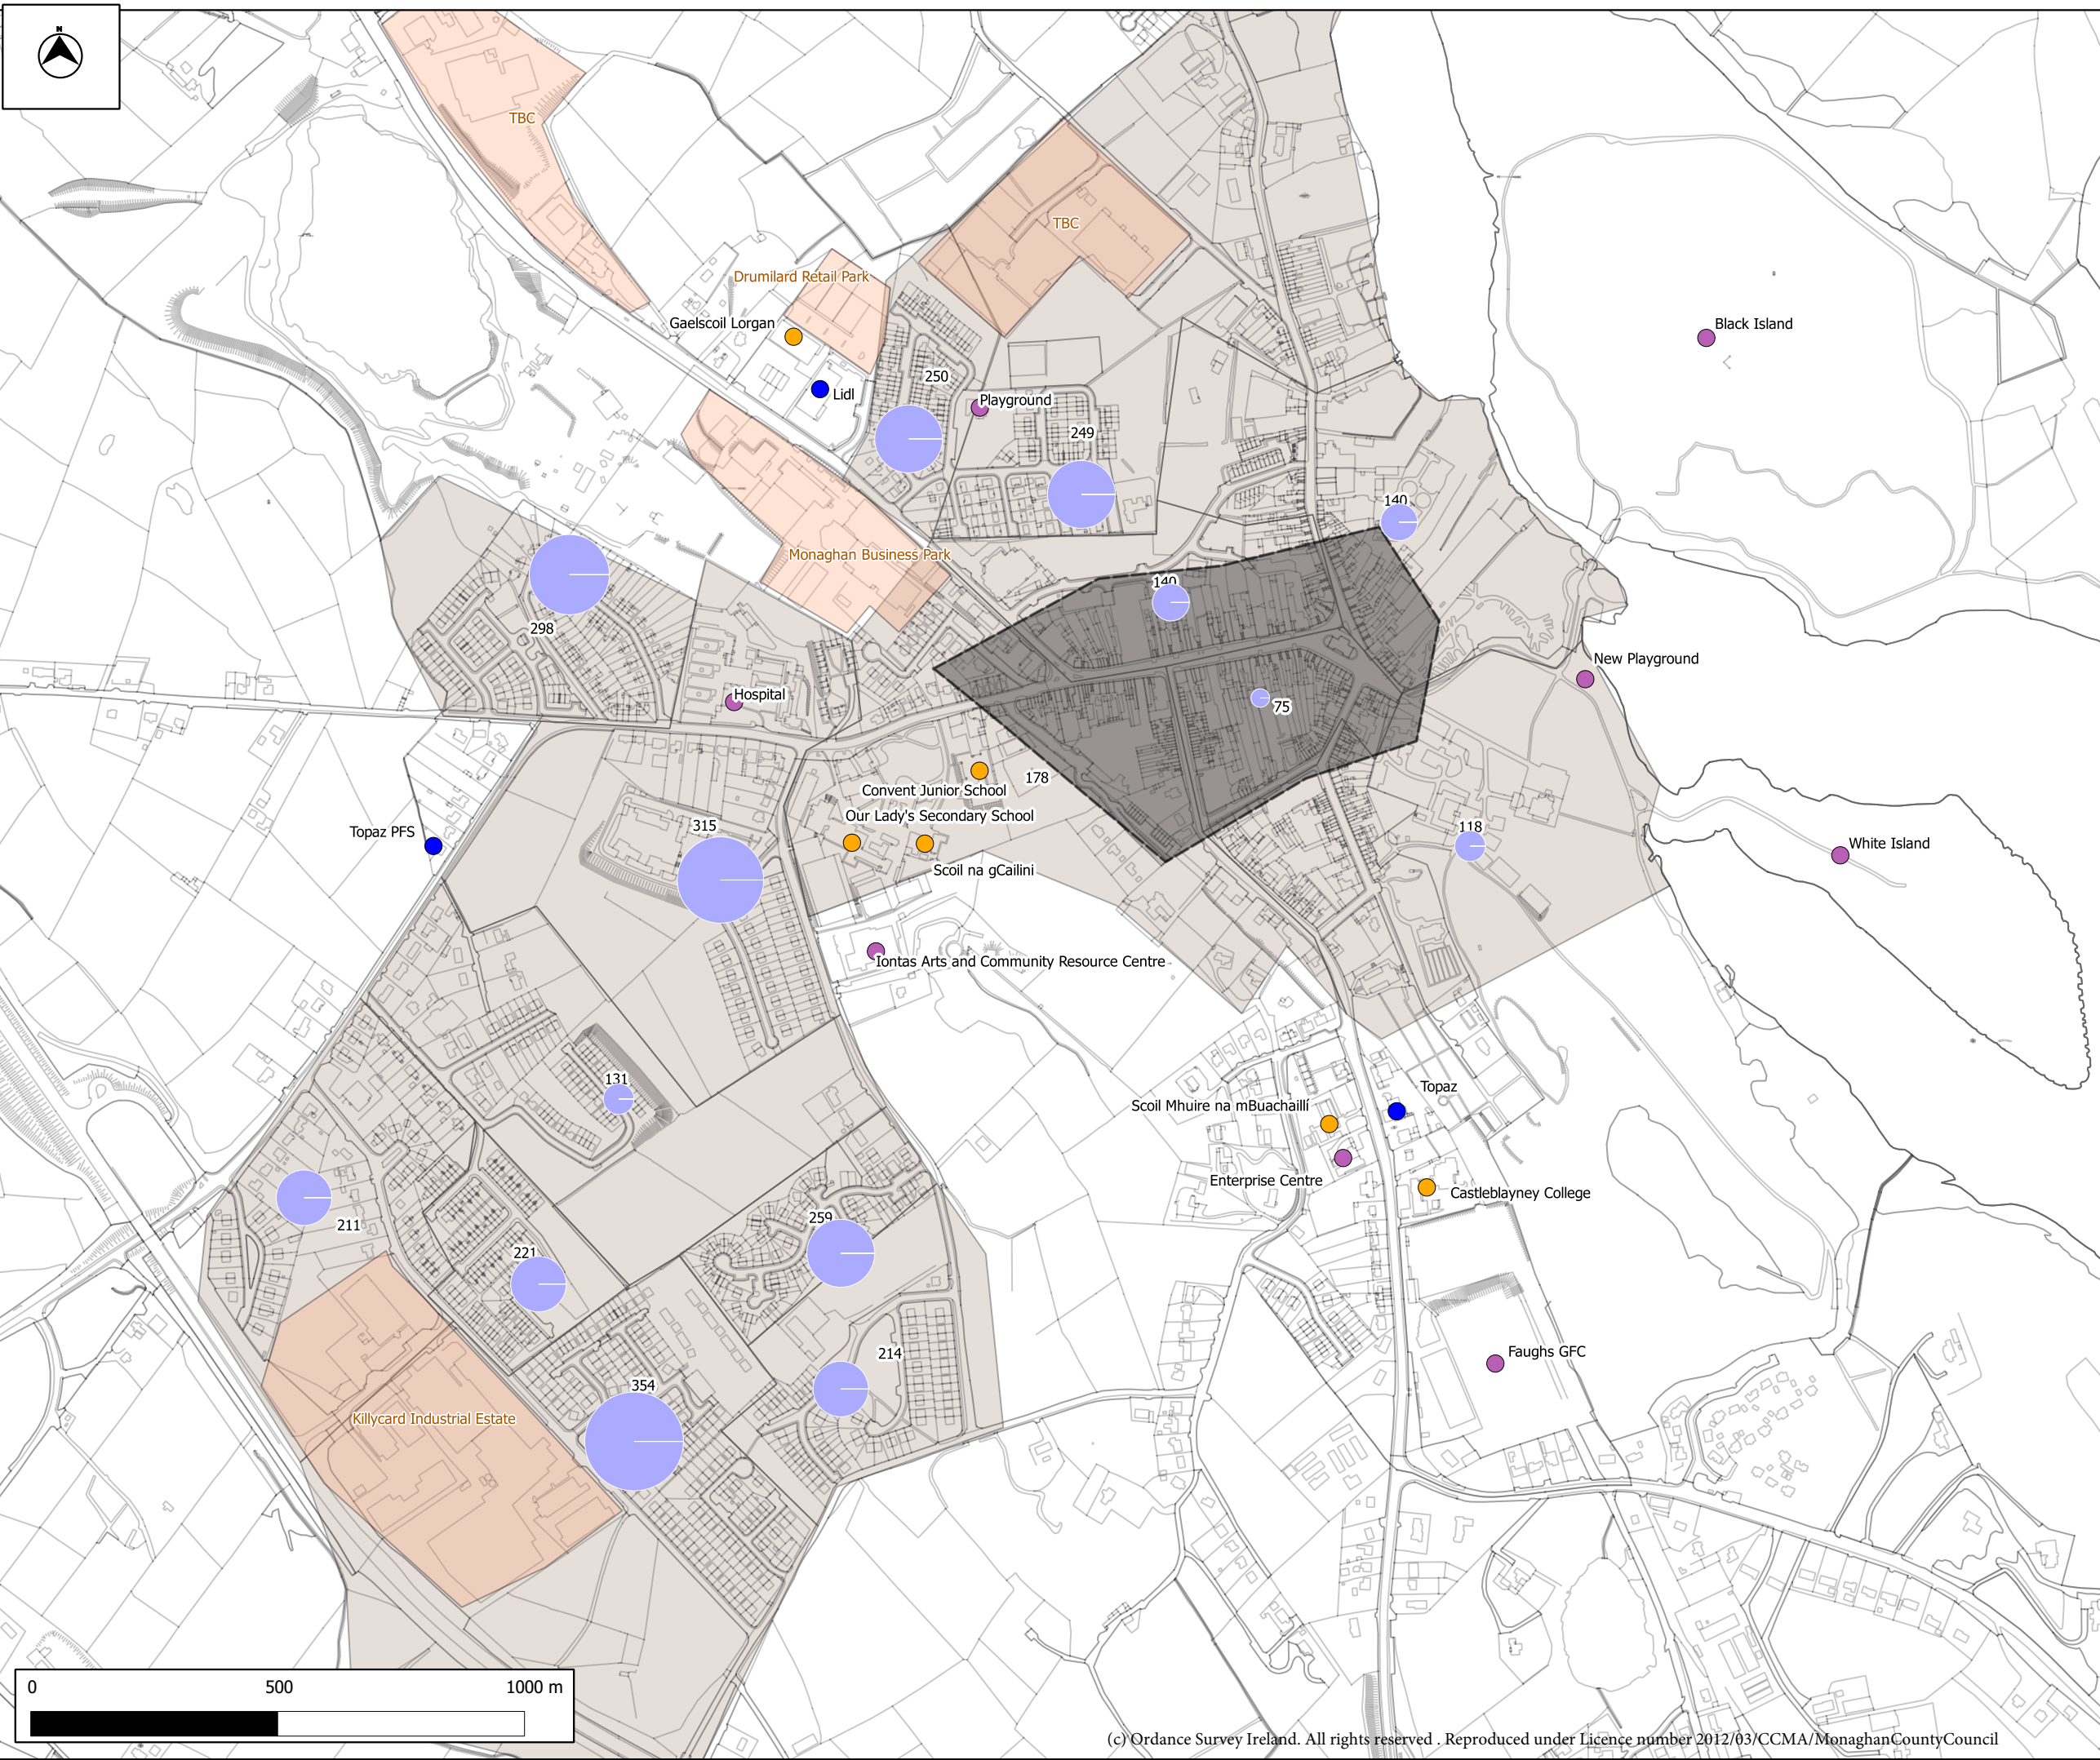 N
TBC
TBC
Drumilard Retail Park
Gaelscoil Lorgan
Black Island
250
Lidl
Playground
249
140
Monaghan Business Park
140
298
New Playground
Hospital
75
178
Convent Junior School
Our Lady's Secondary School
315
Topaz PFS
118
White Island
Scoil na gCailini
Iontas Arts and Community Resource Centre
131
Topaz
Scoil Mhuire na mBuachaillí
Enterprise Centre
Castleblayney College
211
259
221
214
Faughs GFC
354
Killycard Industrial Estate
0 500 1000 m
(c) Ordance Survey Ireland. All rights reserved . Reproduced under Licence number 2012/03/CCMA/MonaghanCountyCouncil